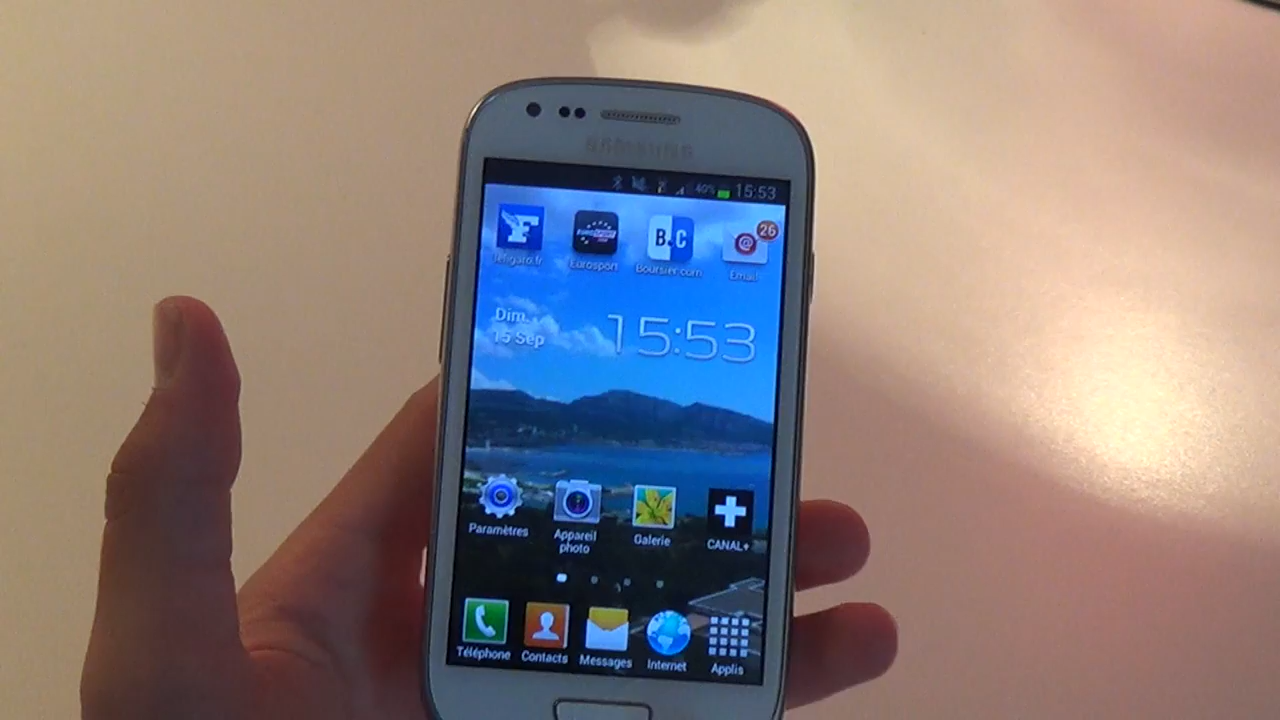 SAMSUNG
40% 15:53
lefigaro.fr Eurosport Boursier.com Email
26
B.C
Dim.
15 Sep
15:53
Paramètres Appareil photo Galerie CANAL+
Téléphone Contacts Messages Internet Applis